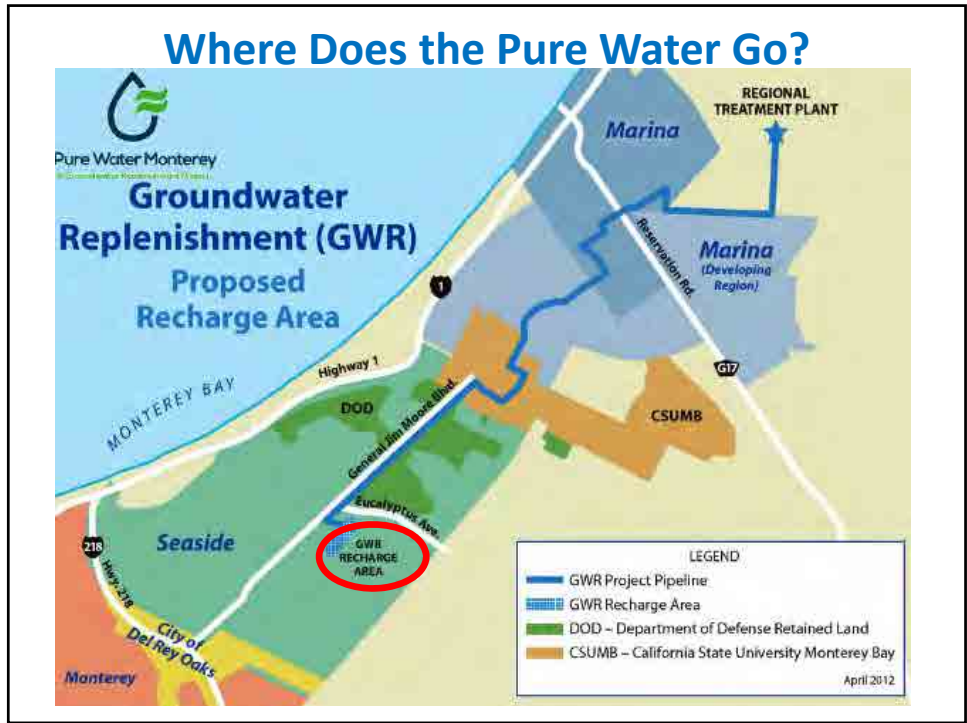 Where Does the Pure Water Go?
Pure Water Monterey
Groundwater
Replenishment (GWR)
Proposed
Recharge Area
REGIONAL
TREATMENT PLANT
Marina
Reservation Rd.
Marina
(Developing
Region)
1
Highway 1
MONTEREY BAY
G17
DOD
General Jim Moore Blvd.
CSUMB
Eucalyptus Ave.
218
Hwy. 218
Seaside
GWR
RECHARGE
AREA
City of
Del Rey Oaks
Monterey
LEGEND
GWR Project Pipeline
GWR Recharge Area
DOD – Department of Defense Retained Land
CSUMB – California State University Monterey Bay
April 2012